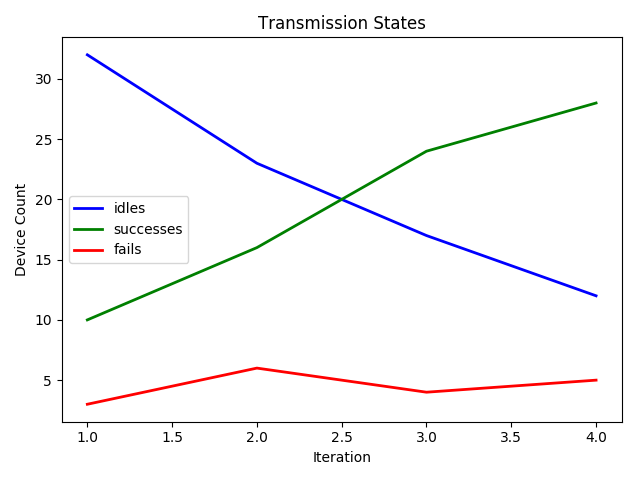 Transmission States
Device Count
30
25
20
15
10
5
idles
successes
fails
1.0 1.5 2.0 2.5 3.0 3.5 4.0
Iteration